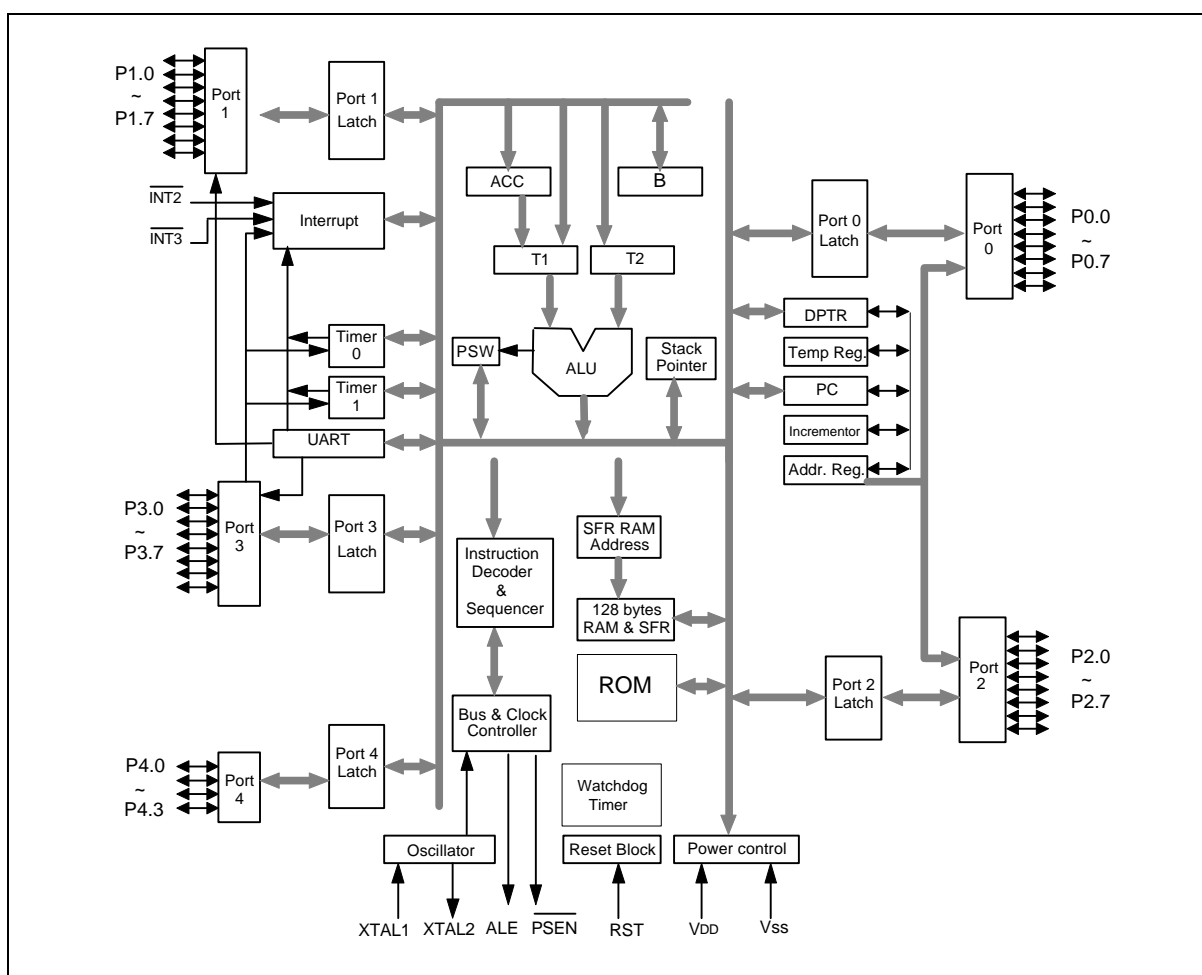 P1.0
~
P1.7
Port
1
Port 1
Latch
INT2
INT3
Interrupt
ACC
B
T1
T2
Port 0
Latch
Port
0
P0.0
~
P0.7
Timer
0
Timer
1
UART
PSW
ALU
Stack
Pointer
DPTR
Temp Reg.
PC
Incrementor
Addr. Reg.
P3.0
~
P3.7
Port
3
Port 3
Latch
Instruction
Decoder
&
Sequencer
SFR RAM
Address
128 bytes
RAM & SFR
ROM
Bus & Clock
Controller
Port 2
Latch
Port
2
P2.0
~
P2.7
P4.0
~
P4.3
Port
4
Port 4
Latch
Watchdog
Timer
Oscillator
Reset Block
Power control
XTAL1
XTAL2
ALE
PSEN
RST
VDD
Vss